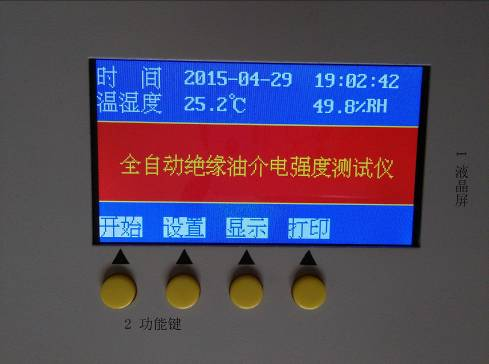 时 间 2015-04-29 19:02:42
温湿度 25.2℃ 49.8%RH
全自动绝缘油介电强度测试仪
开始 设置 显示 打印
1 液晶屏
2 功能键